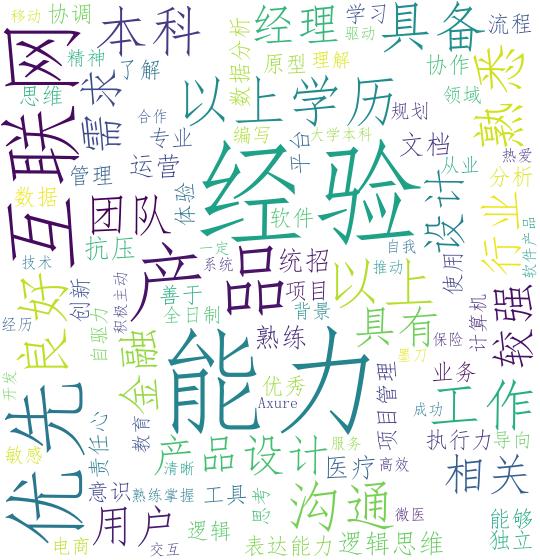 移动
协调
本科
经理
学习
具备
流程
驱动
互联网
精神
了解
思维
需求
数据分析
原型
理解
协作
领域
熟悉
以上学历
合作
专业
编写
大学本科
规划
文档
热爱
平台
从业
运营
管理
数据
体验
经验
软件
设计
分析
行业
团队
抗压
技术
一定
系统
统招
自我
推动
使用
软件产品
产品
以上
良好
创新
积极主动
善于
项目
全日制
背景
计算机
较强
经历
自驱力
金融
熟练
具有
墨刀
保险
能力
优秀
Axure
项目管理
业务
工作
开发
优先
责任心
教育
成功
执行力
导向
敏感
产品设计
服务
清晰
医疗
高效
相关
意识
熟练掌握
工具
思考
沟通
微医
用户
逻辑
能够
独立
电商
交互
表达能力
逻辑思维